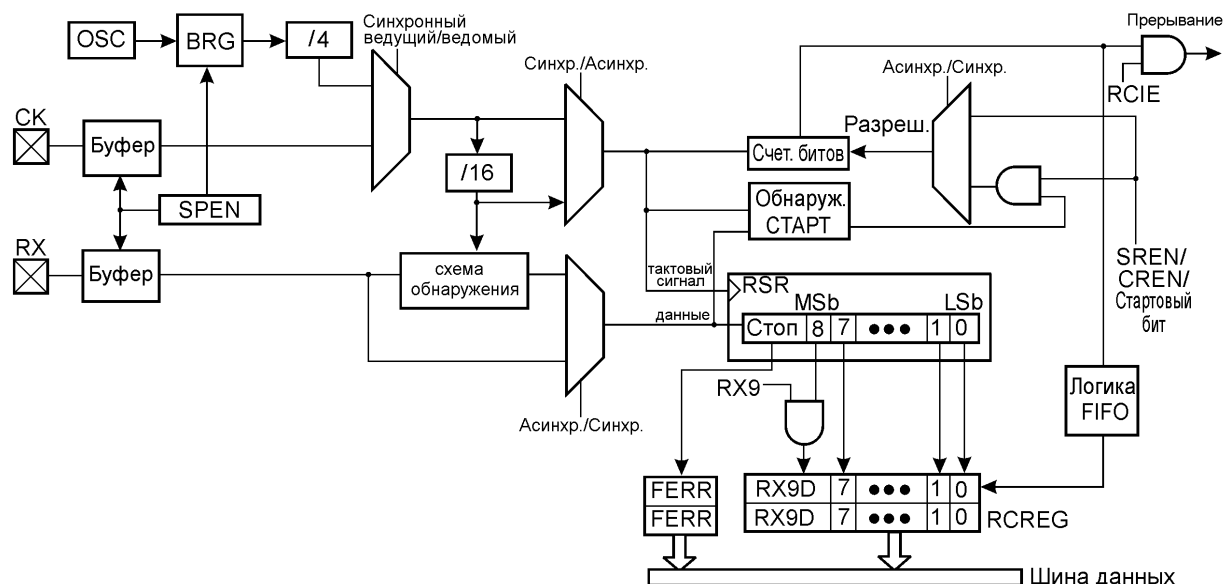 Прерывание
OSC
BRG
/4
Синхронный
ведущий/ведомый
Синхр./Асинхр.
Асинхр./Синхр.
RCIE
CK
Буфер
Разреш.
Счет. битов
/16
SPEN
Обнаруж.
СТАРТ
RX
Буфер
схема
обнаружения
тактовый
сигнал
RSR
MSb
LSb
SREN/
CREN/
Стартовый
бит
данные
Стоп 8 7 ●●● 1 0
RX9
Логика
FIFO
Асинхр./Синхр.
FERR
RX9D 7 ●●● 1 0
FERR
RX9D 7 ●●● 1 0
RCREG
Шина данных